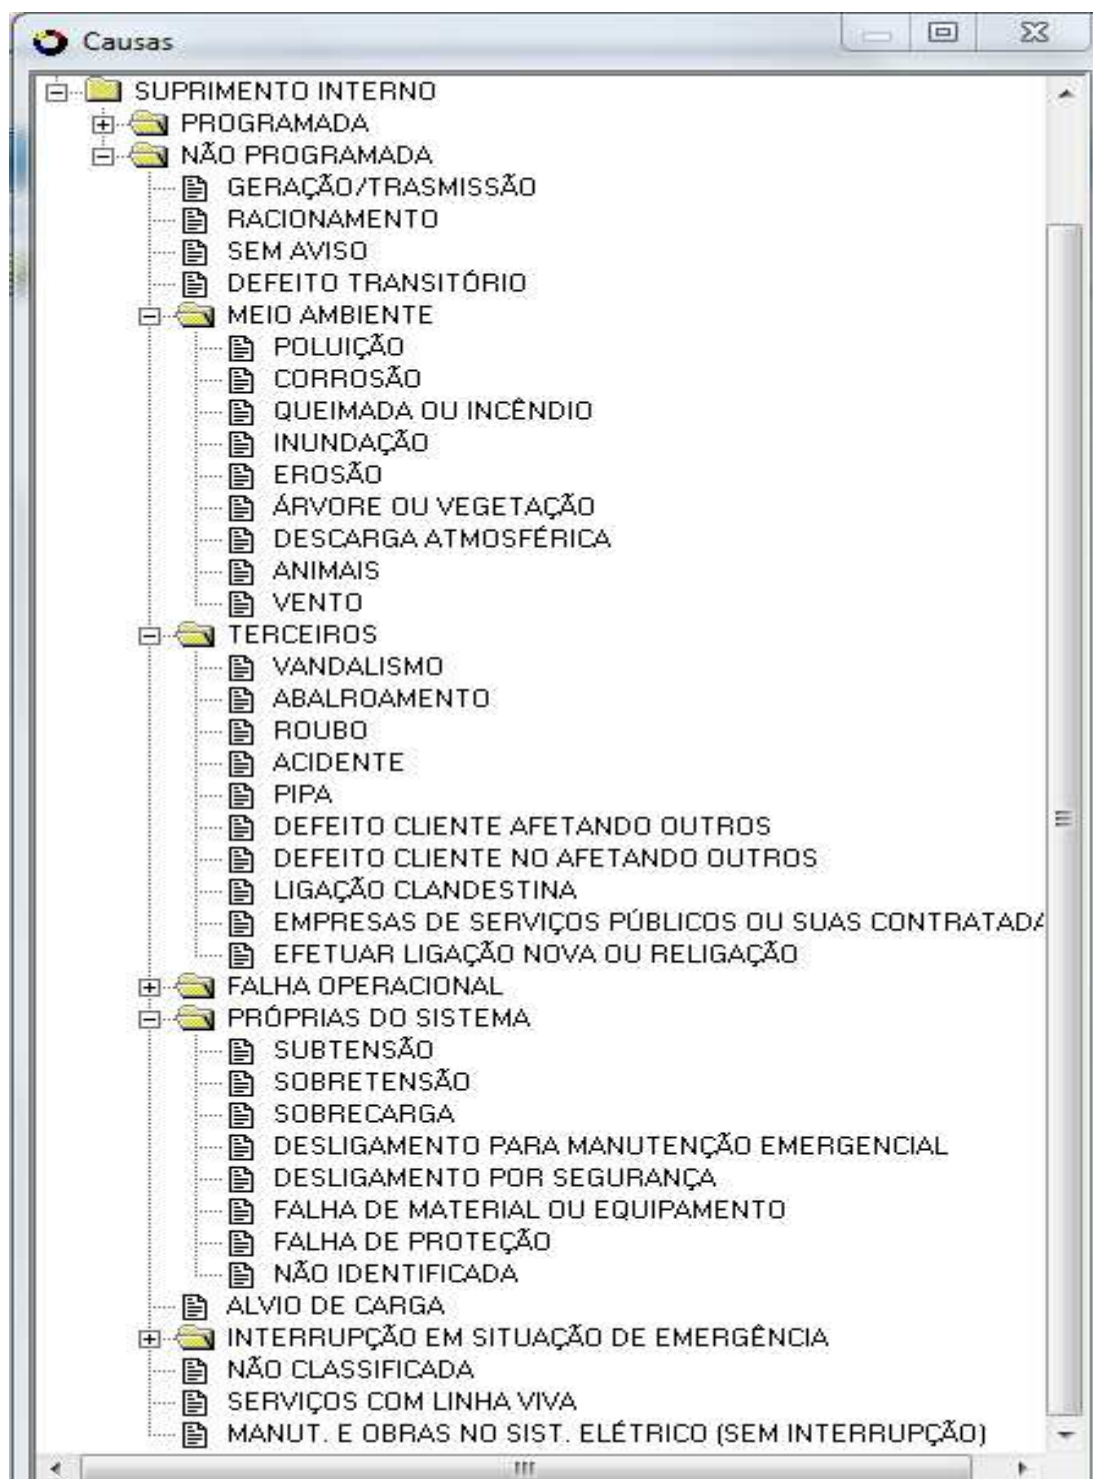 Causas
SUPRIMENTO INTERNO
PROGRAMADA
NÃO PROGRAMADA
GERAÇÃO/TRASMISSÃO
RACIONAMENTO
SEM AVISO
DEFEITO TRANSITÓRIO
MEIO AMBIENTE
POLUIÇÃO
CORROSÃO
QUEIMADA OU INCÊNDIO
INUNDAÇÃO
EROSÃO
ÁRVORE OU VEGETAÇÃO
DESCARGA ATMOSFÉRICA
ANIMAIS
VENTO
TERCEIROS
VANDALISMO
ABALROAMENTO
ROUBO
ACIDENTE
PIPA
DEFEITO CLIENTE AFETANDO OUTROS
DEFEITO CLIENTE NO AFETANDO OUTROS
LIGAÇÃO CLANDESTINA
EMPRESAS DE SERVIÇOS PÚBLICOS OU SUAS CONTRATADA
EFETUAR LIGAÇÃO NOVA OU RELIGAÇÃO
FALHA OPERACIONAL
PRÓPRIAS DO SISTEMA
SUBTENSÃO
SOBRETENSÃO
SOBRECARGA
DESLIGAMENTO PARA MANUTENÇÃO EMERGENCIAL
DESLIGAMENTO POR SEGURANÇA
FALHA DE MATERIAL OU EQUIPAMENTO
FALHA DE PROTEÇÃO
NÃO IDENTIFICADA
ALVIO DE CARGA
INTERRUPÇÃO EM SITUAÇÃO DE EMERGÊNCIA
NÃO CLASSIFICADA
SERVIÇOS COM LINHA VIVA
MANUT. E OBRAS NO SIST. ELÉTRICO (SEM INTERRUPÇÃO)